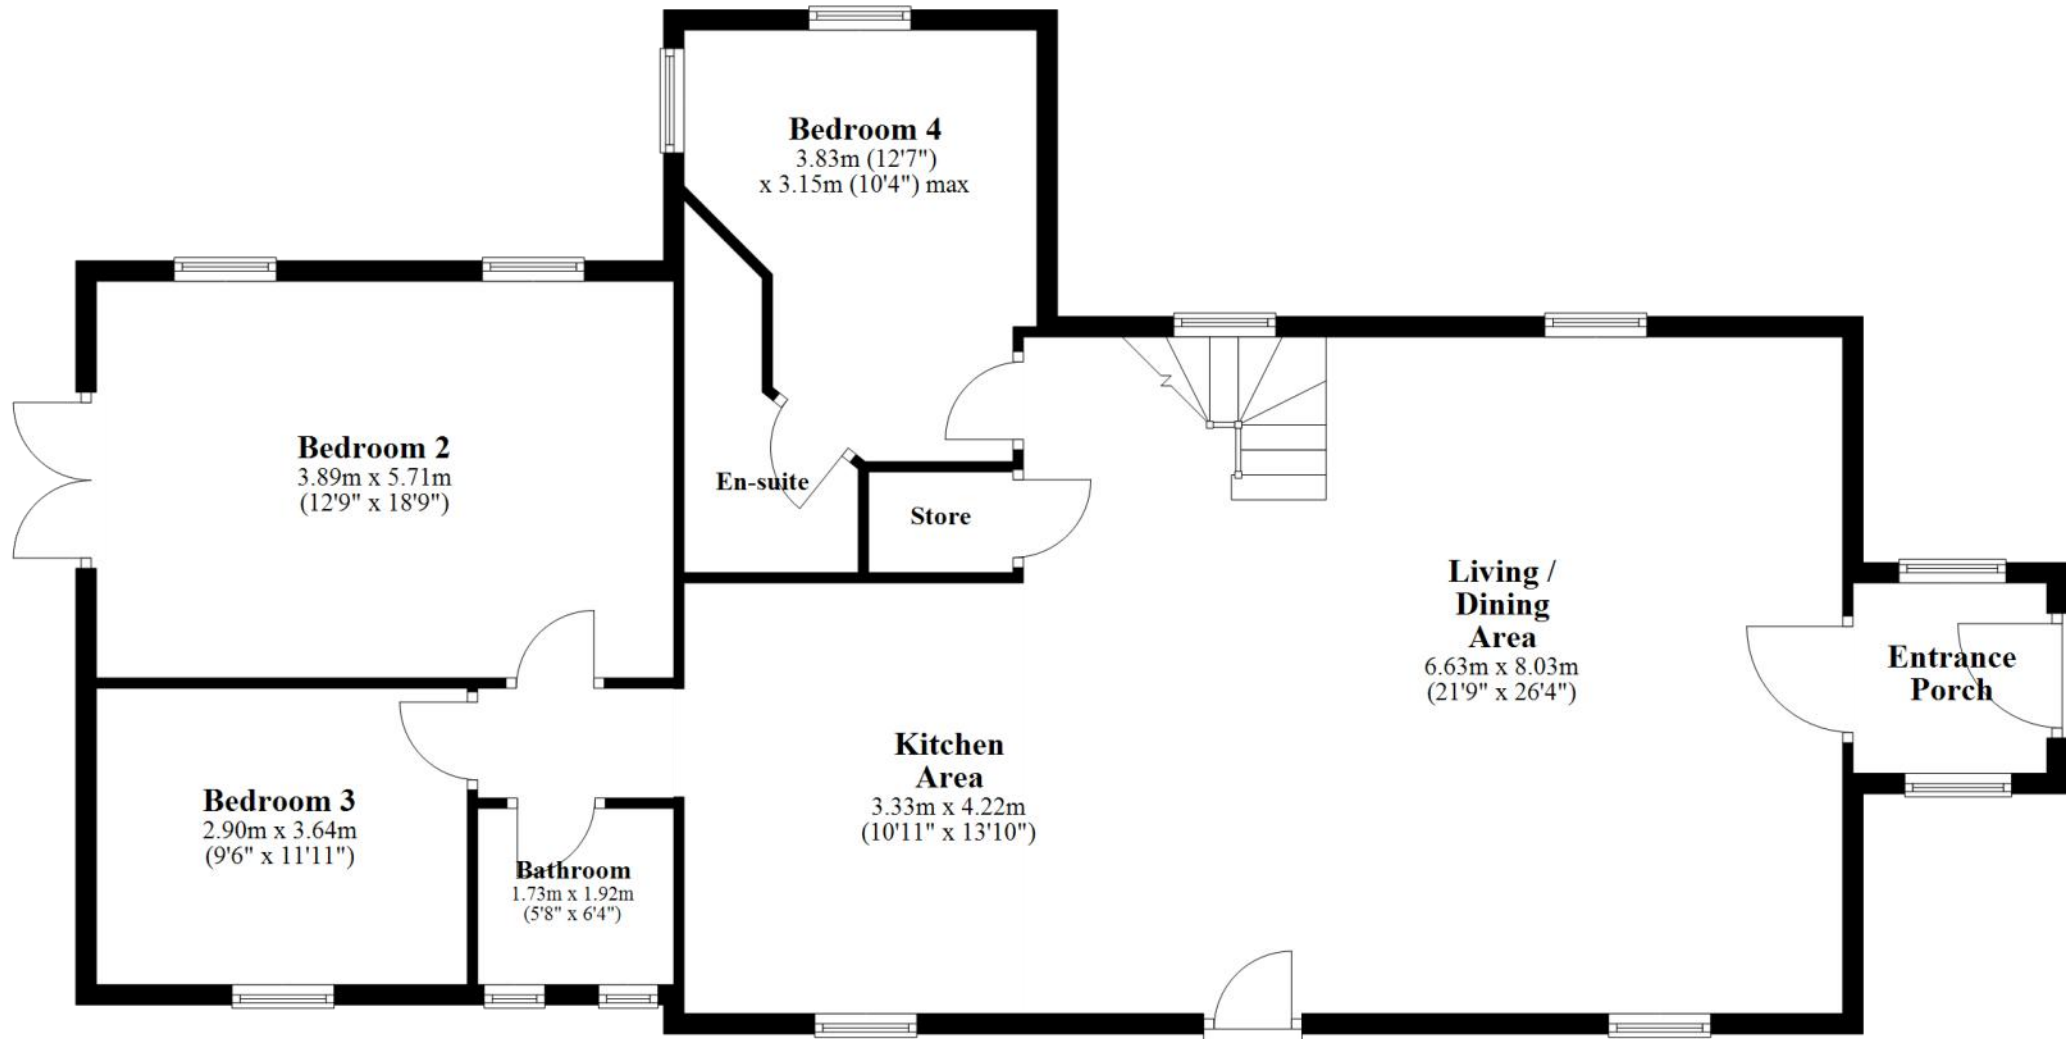 Bedroom 4
3.83m (12'7")
x 3.15m (10'4") max
Bedroom 2
3.89m x 5.71m
(12'9" x 18'9")
En-suite
Store
Living /
Dining
Area
6.63m x 8.03m
(21'9" x 26'4")
Entrance
Porch
Kitchen
Area
3.33m x 4.22m
(10'11" x 13'10")
Bedroom 3
2.90m x 3.64m
(9'6" x 11'11")
Bathroom
1.73m x 1.92m
(5'8" x 6'4")